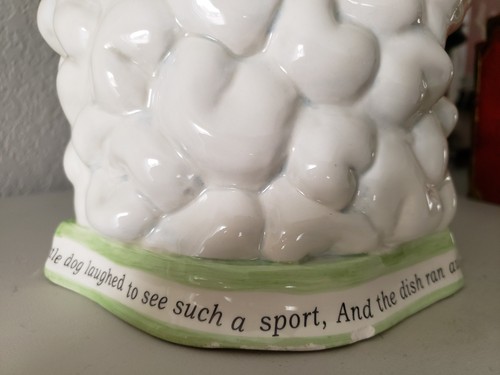 dog laughed to see such a sport, And the dish ran